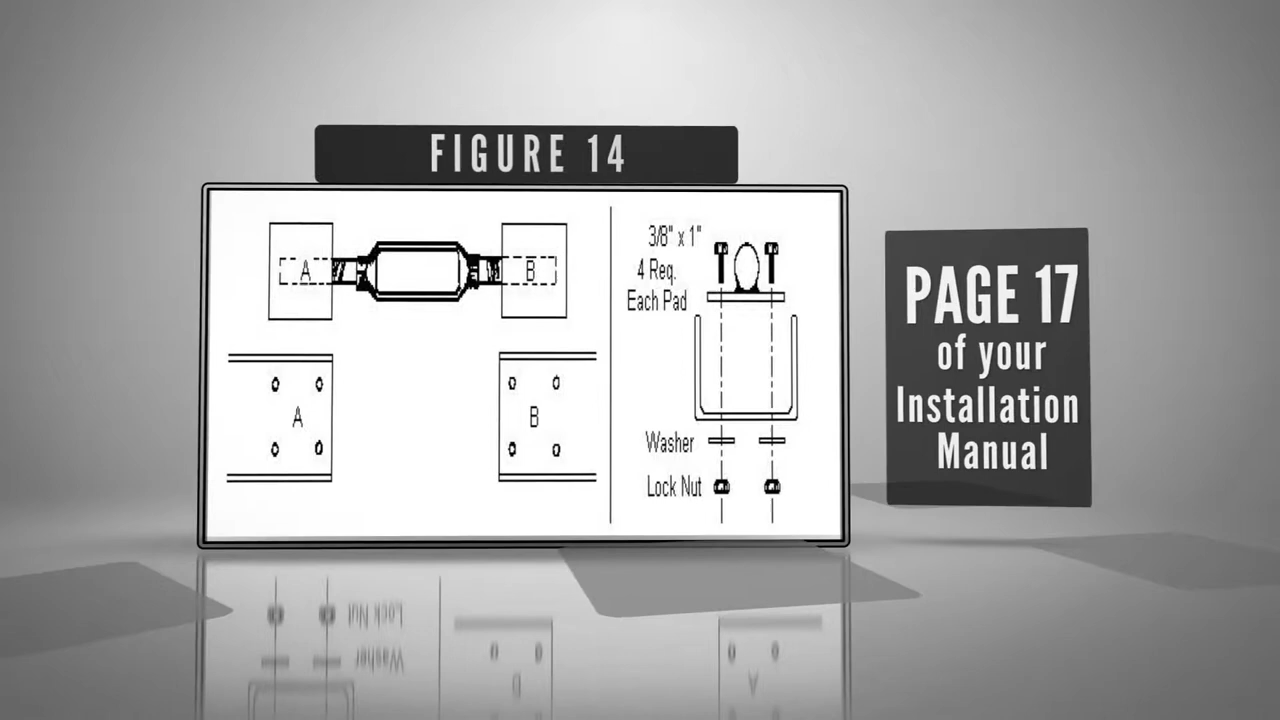 FIGURE 14
A
B
A
B
3/8" x 1"
4 Req.
Each Pad
Washer
Lock Nut
PAGE 17
of your
Installation
Manual